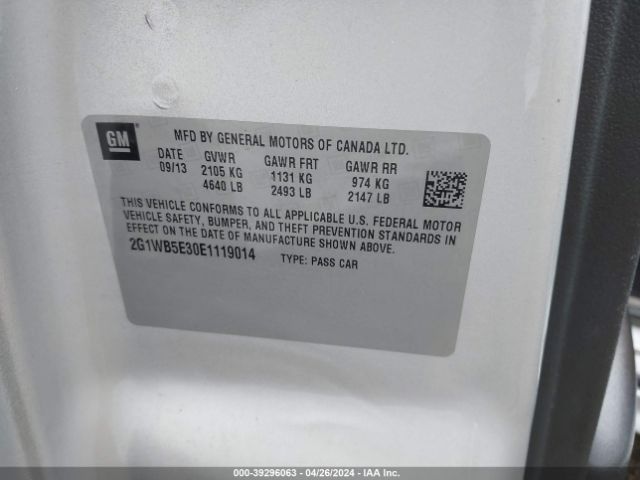 GM
MFD BY GENERAL MOTORS OF CANADA LTD.
DATE GVWR GAWR FRT GAWR RR
09/13 2105 KG 1131 KG 974 KG
4640 LB 2493 LB 2147 LB
THIS VEHICLE CONFORMS TO ALL APPLICABLE U.S. FEDERAL MOTOR
VEHICLE SAFETY, BUMPER, AND THEFT PREVENTION STANDARDS IN
EFFECT ON THE DATE OF MANUFACTURE SHOWN ABOVE.
2G1WB5E30E1119014 TYPE: PASS CAR
000-39296063 - 04/26/2024 - IAA Inc.